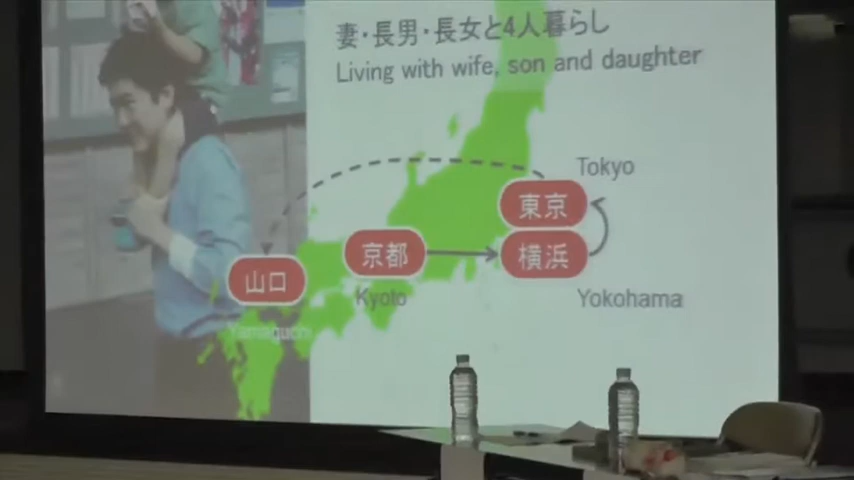 妻・長男・長女と4人暮らし
Living with wife, son and daughter
Tokyo
東京
京都
横浜
山口
Kyoto
Yokohama